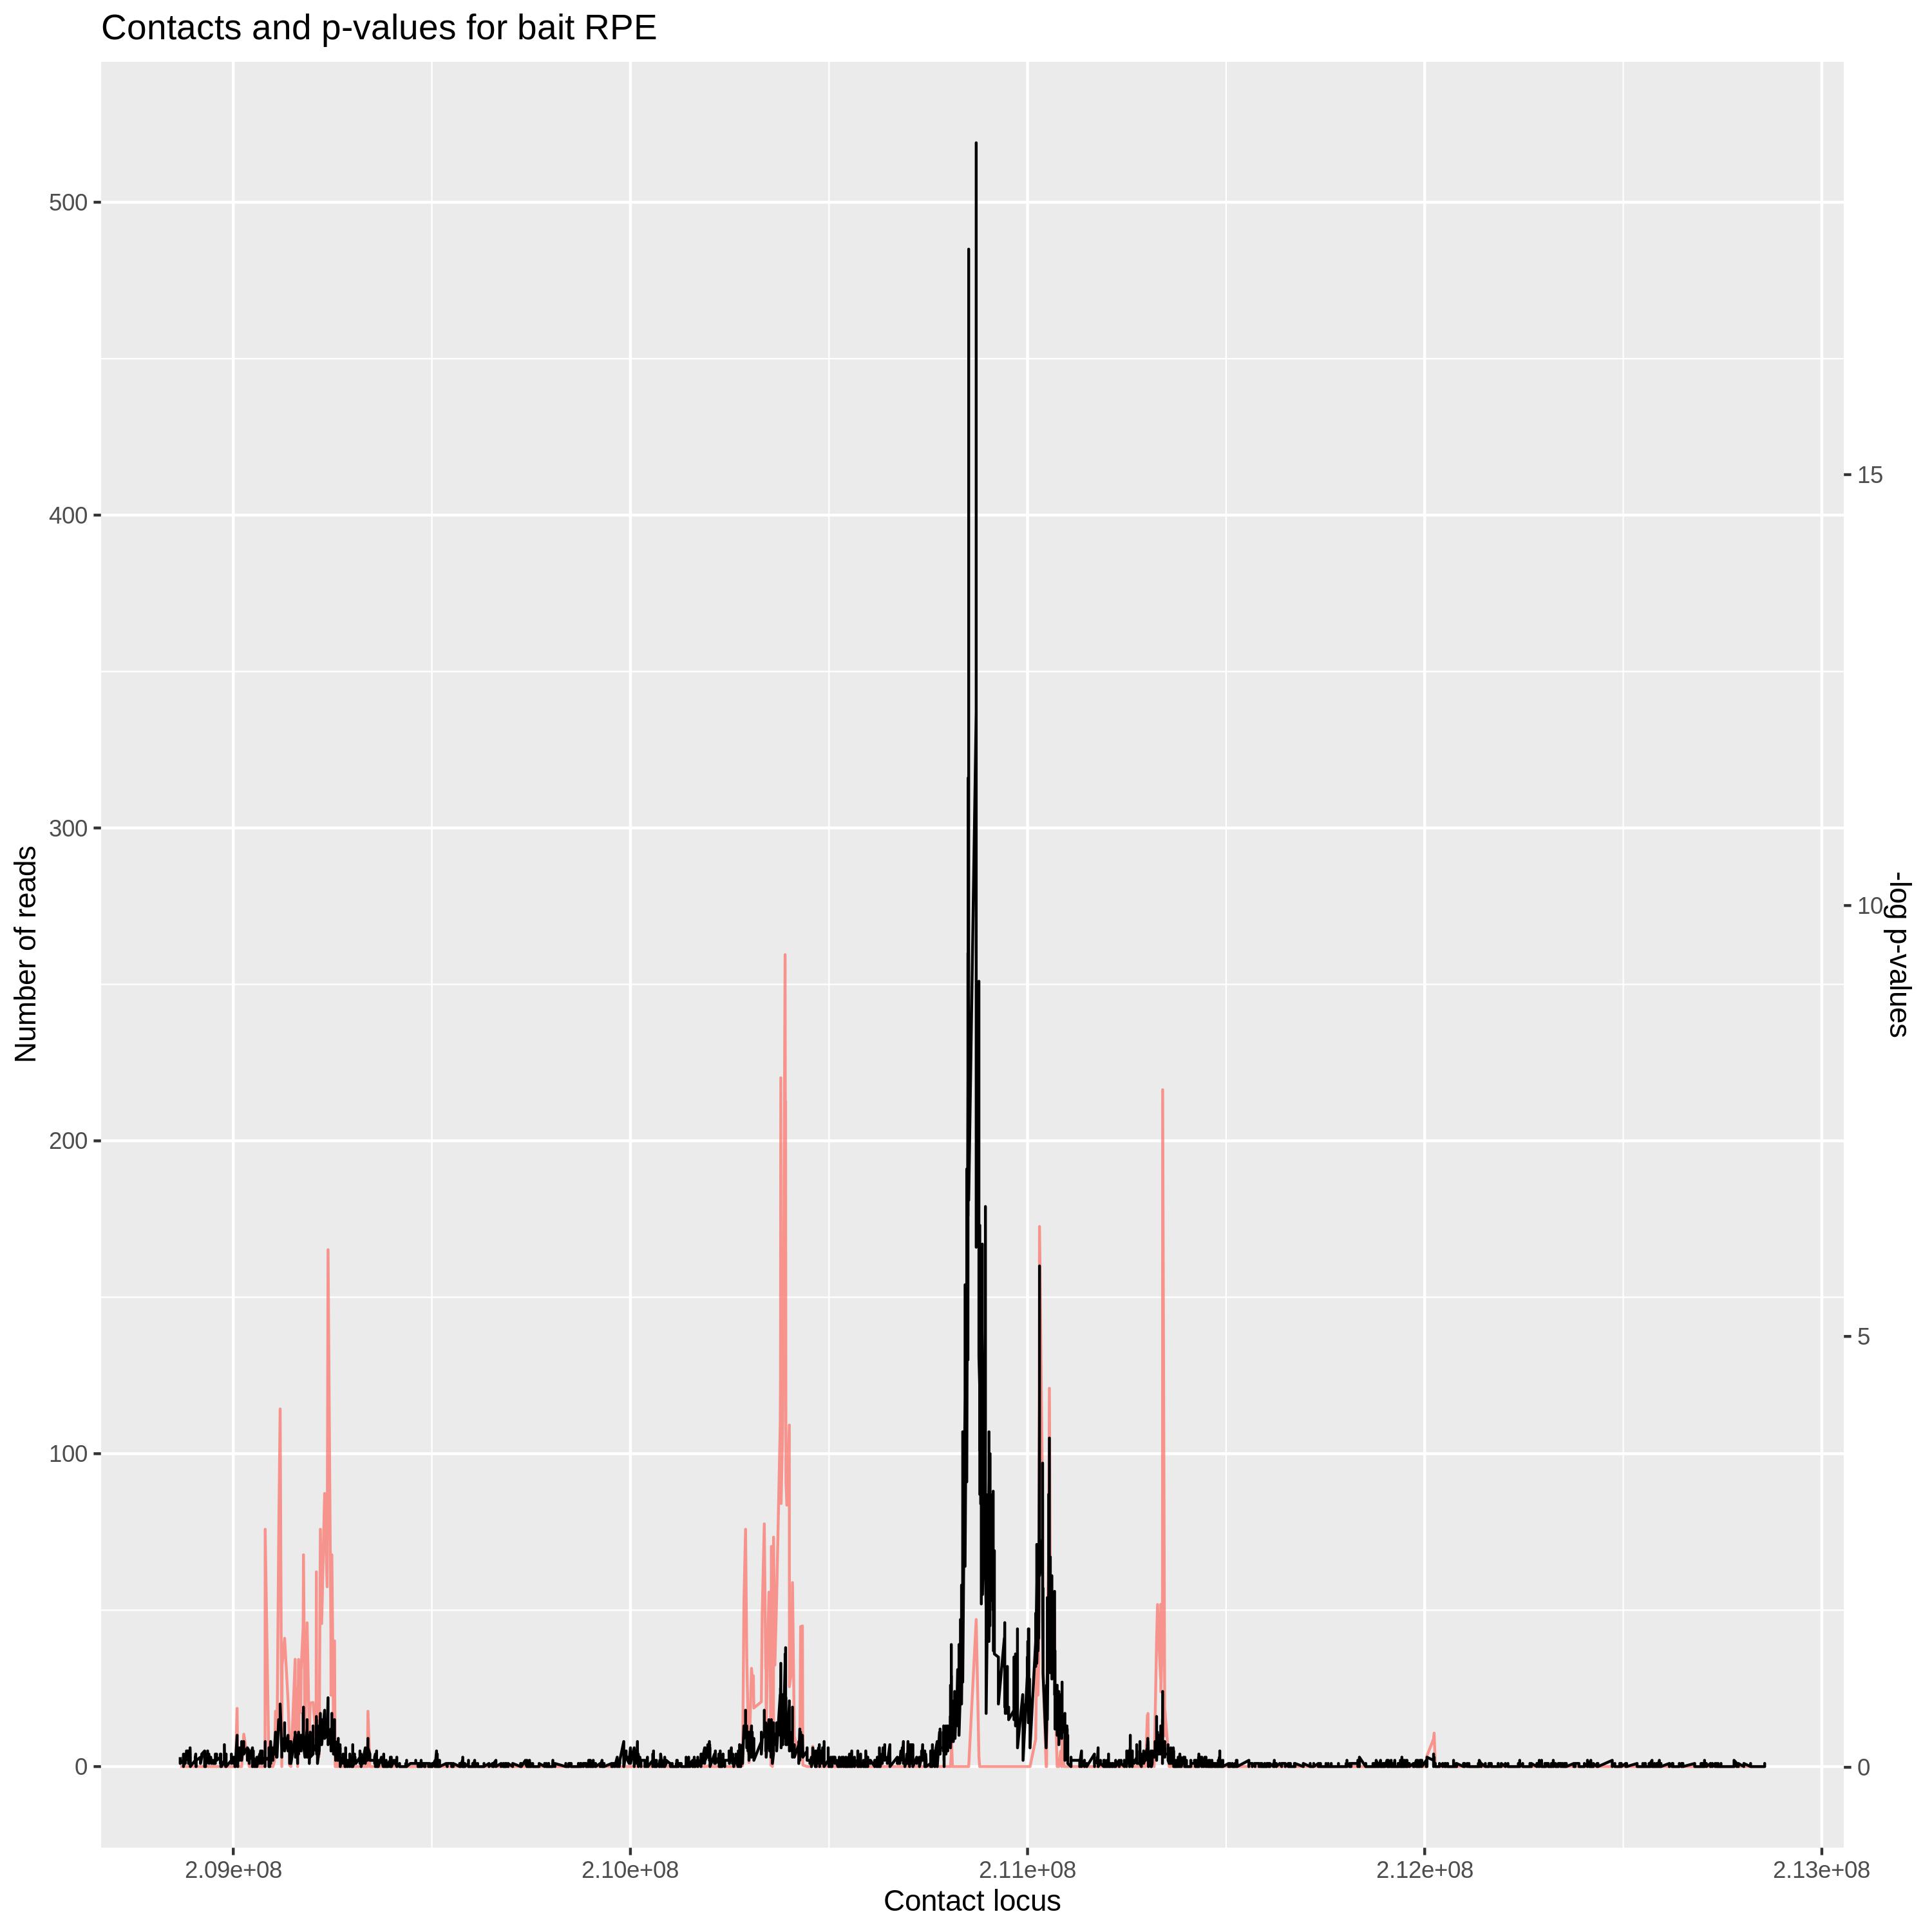 Contacts and p-values for bait RPE
500
400
300
200
100
0
Number of reads
15
10
5
0
-log p-values
2.09e+08
2.10e+08
2.11e+08
2.12e+08
2.13e+08
Contact locus